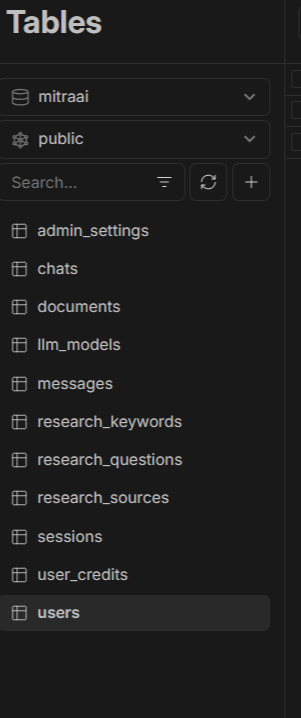 Tables
mitraai
public
Search...
admin_settings
chats
documents
llm_models
messages
research_keywords
research_questions
research_sources
sessions
user_credits
users